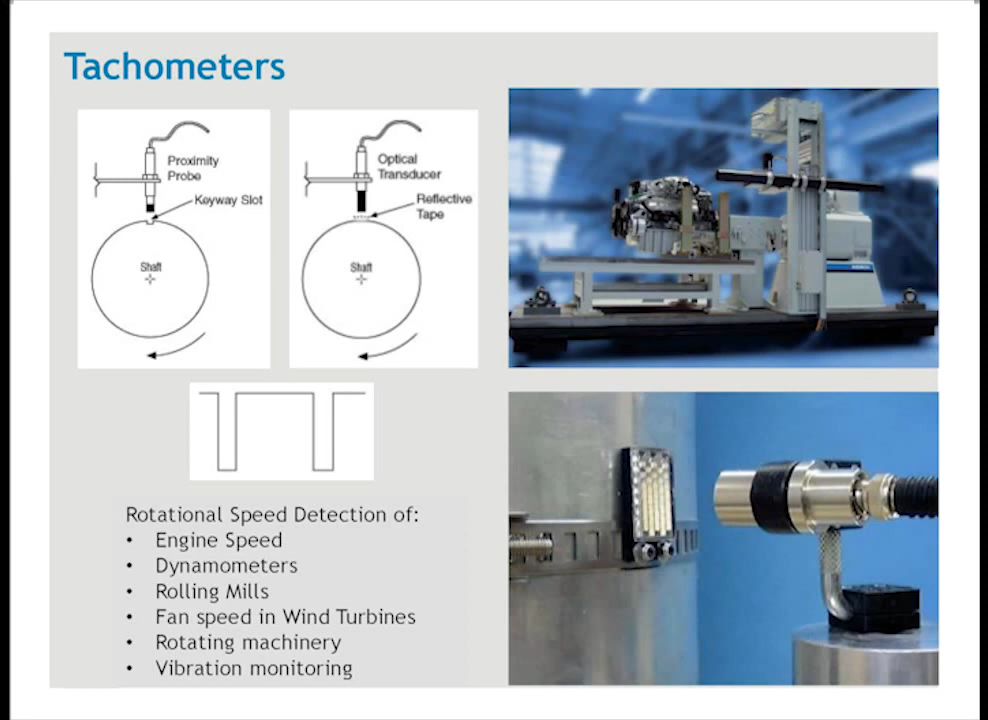 Tachometers
Proximity
Probe
Keyway Slot
Shaft
Optical
Transducer
Reflective
Tape
Shaft
Rotational Speed Detection of:
• Engine Speed
• Dynamometers
• Rolling Mills
• Fan speed in Wind Turbines
• Rotating machinery
• Vibration monitoring